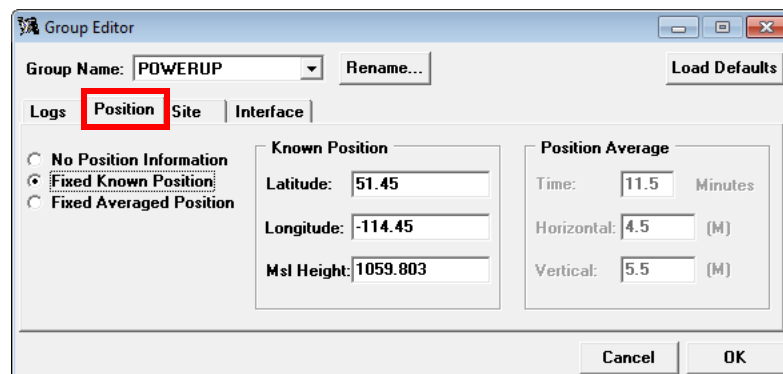 Group Editor
Group Name: POWERUP Rename... Load Defaults
Logs Position Site Interface
No Position Information
Fixed Known Position
Fixed Averaged Position
Known Position
Latitude: 51.45
Longitude: -114.45
Msl Height: 1059.803
Position Average
Time: 11.5 Minutes
Horizontal: 4.5 (M)
Vertical: 5.5 (M)
Cancel OK